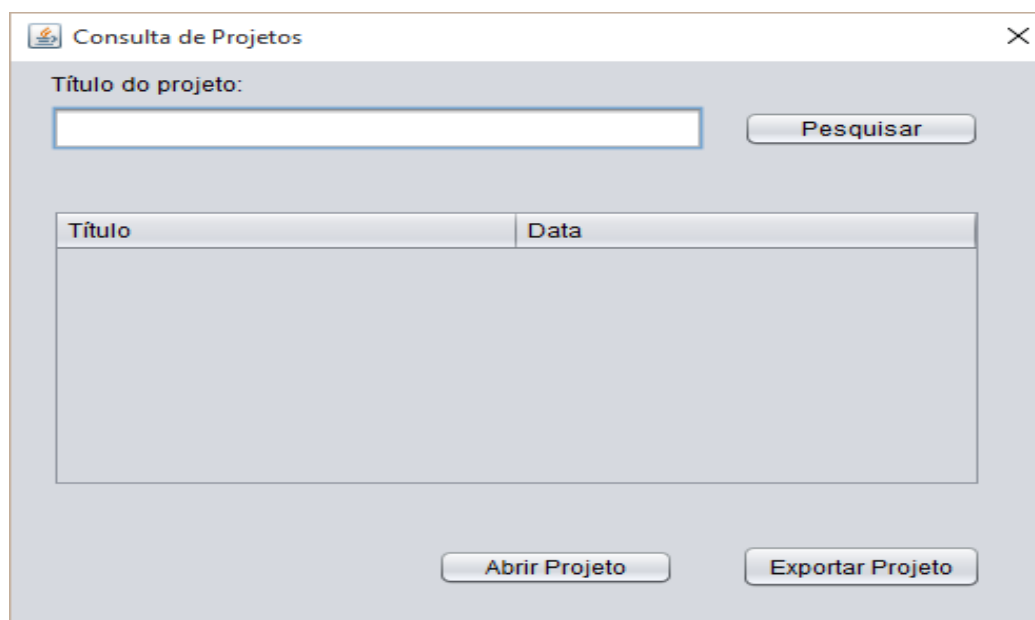 Consulta de Projetos
Título do projeto:
Pesquisar
Título Data
Abrir Projeto Exportar Projeto